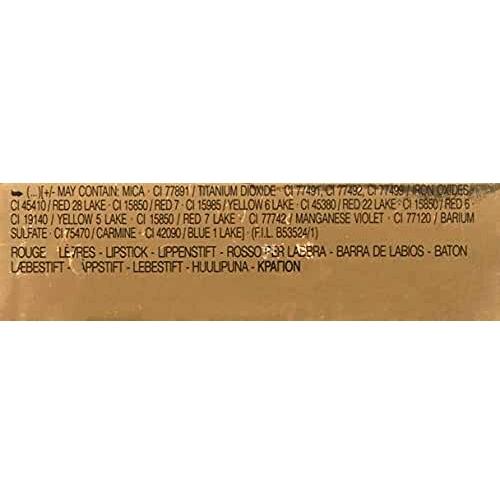 ➥ (...)[+/- MAY CONTAIN: MICA · CI 77891 / TITANIUM DIOXIDE · CI 77491, CI 77492, CI 77499 / IRON OXIDES ·
CI 45410 / RED 28 LAKE · CI 15850 / RED 7 · CI 15985 / YELLOW 6 LAKE · CI 45380 / RED 22 LAKE · CI 15850 / RED 6 ·
CI 19140 / YELLOW 5 LAKE · CI 15850 / RED 7 LAKE · CI 77742 / MANGANESE VIOLET · CI 77120 / BARIUM
SULFATE · CI 75470 / CARMINE · CI 42090 / BLUE 1 LAKE] · (F.I.L. B53524/1)
ROUGE LÈVRES - LIPSTICK - LIPPENSTIFT - ROSSO PER LABBRA - BARRA DE LABIOS - BATON
LÆBESTIFT - LÄPPSTIFT - LEBESTIFT - HUULIPUNA - ΚΡΑΓΙΟΝ